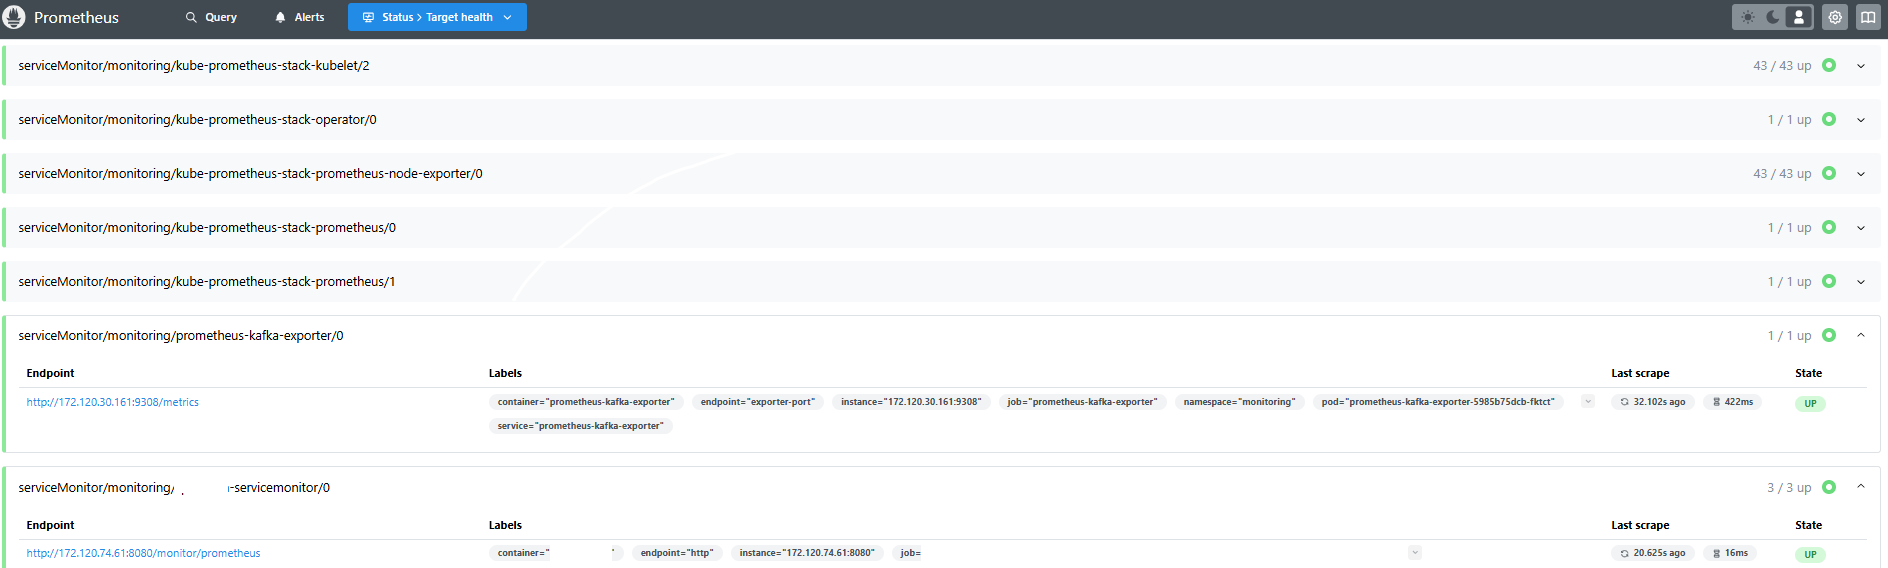 Prometheus Query Alerts Status > Target health
serviceMonitor/monitoring/kube-prometheus-stack-kubelet/2 43 / 43 up
serviceMonitor/monitoring/kube-prometheus-stack-operator/0 1 / 1 up
serviceMonitor/monitoring/kube-prometheus-stack-prometheus-node-exporter/0 43 / 43 up
serviceMonitor/monitoring/kube-prometheus-stack-prometheus/0 1 / 1 up
serviceMonitor/monitoring/kube-prometheus-stack-prometheus/1 1 / 1 up
serviceMonitor/monitoring/prometheus-kafka-exporter/0 1 / 1 up
Endpoint Labels Last scrape State
http://172.120.30.161:9308/metrics container="prometheus-kafka-exporter" endpoint="exporter-port" instance="172.120.30.161:9308" job="prometheus-kafka-exporter" namespace="monitoring" pod="prometheus-kafka-exporter-5985b75dcb-fktct" 32.102s ago 422ms UP
service="prometheus-kafka-exporter"
serviceMonitor/monitoring/ -servicemonitor/0 3 / 3 up
Endpoint Labels Last scrape State
http://172.120.74.61:8080/monitor/prometheus container=" " endpoint="http" instance="172.120.74.61:8080" job= 20.625s ago 16ms UP